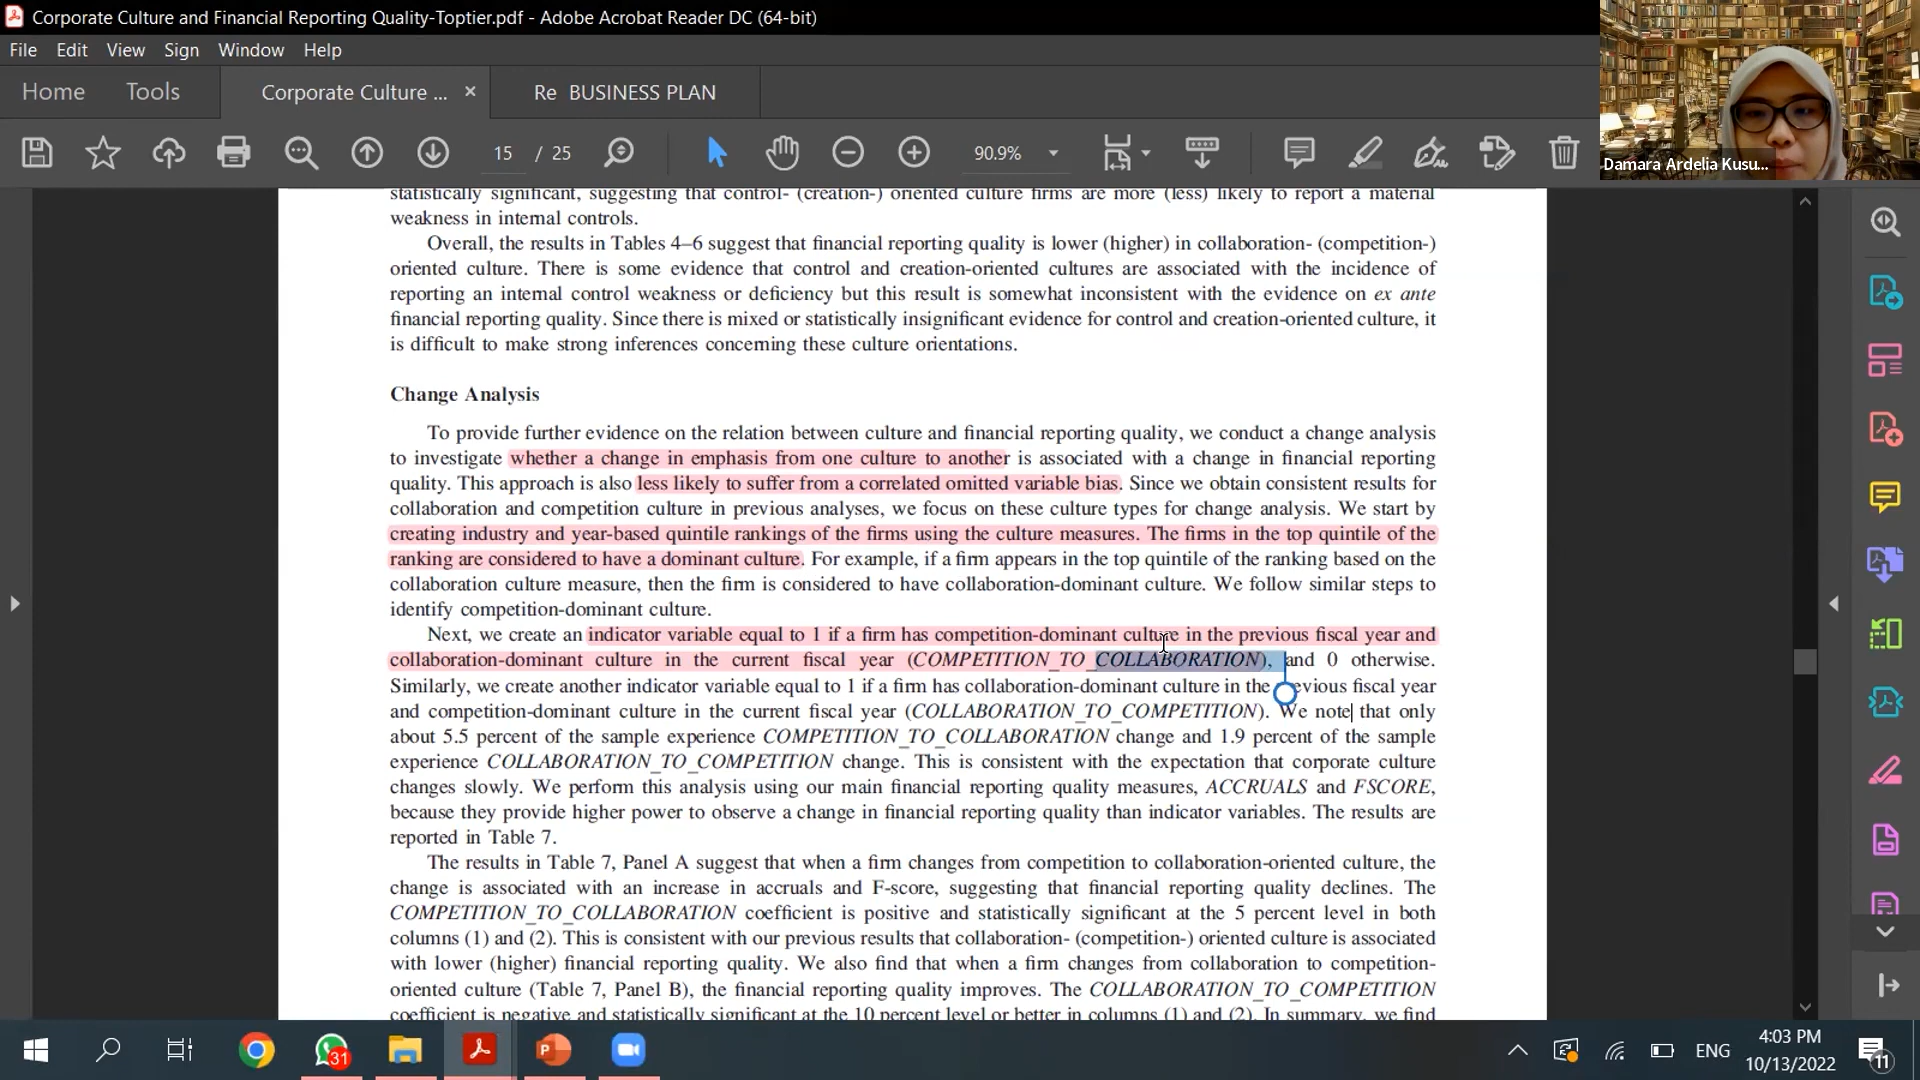 Corporate Culture and Financial Reporting Quality-Toptier.pdf - Adobe Acrobat Reader DC (64-bit)
File Edit View Sign Window Help
Home Tools Corporate Culture ... × Re BUSINESS PLAN
15 / 25 90.9%
Damara Ardelia Kusu...
statistically significant, suggesting that control- (creation-) oriented culture firms are more (less) likely to report a material
weakness in internal controls.
Overall, the results in Tables 4–6 suggest that financial reporting quality is lower (higher) in collaboration- (competition-)
oriented culture. There is some evidence that control and creation-oriented cultures are associated with the incidence of
reporting an internal control weakness or deficiency but this result is somewhat inconsistent with the evidence on ex ante
financial reporting quality. Since there is mixed or statistically insignificant evidence for control and creation-oriented culture, it
is difficult to make strong inferences concerning these culture orientations.
Change Analysis
To provide further evidence on the relation between culture and financial reporting quality, we conduct a change analysis
to investigate whether a change in emphasis from one culture to another is associated with a change in financial reporting
quality. This approach is also less likely to suffer from a correlated omitted variable bias. Since we obtain consistent results for
collaboration and competition culture in previous analyses, we focus on these culture types for change analysis. We start by
creating industry and year-based quintile rankings of the firms using the culture measures. The firms in the top quintile of the
ranking are considered to have a dominant culture. For example, if a firm appears in the top quintile of the ranking based on the
collaboration culture measure, then the firm is considered to have collaboration-dominant culture. We follow similar steps to
identify competition-dominant culture.
Next, we create an indicator variable equal to 1 if a firm has competition-dominant culture in the previous fiscal year and
collaboration-dominant culture in the current fiscal year (COMPETITION_TO_COLLABORATION), and 0 otherwise.
Similarly, we create another indicator variable equal to 1 if a firm has collaboration-dominant culture in the previous fiscal year
and competition-dominant culture in the current fiscal year (COLLABORATION_TO_COMPETITION). We note that only
about 5.5 percent of the sample experience COMPETITION_TO_COLLABORATION change and 1.9 percent of the sample
experience COLLABORATION_TO_COMPETITION change. This is consistent with the expectation that corporate culture
changes slowly. We perform this analysis using our main financial reporting quality measures, ACCRUALS and FSCORE,
because they provide higher power to observe a change in financial reporting quality than indicator variables. The results are
reported in Table 7.
The results in Table 7, Panel A suggest that when a firm changes from competition to collaboration-oriented culture, the
change is associated with an increase in accruals and F-score, suggesting that financial reporting quality declines. The
COMPETITION_TO_COLLABORATION coefficient is positive and statistically significant at the 5 percent level in both
columns (1) and (2). This is consistent with our previous results that collaboration- (competition-) oriented culture is associated
with lower (higher) financial reporting quality. We also find that when a firm changes from collaboration to competition-
oriented culture (Table 7, Panel B), the financial reporting quality improves. The COLLABORATION_TO_COMPETITION
coefficient is negative and statistically significant at the 10 percent level or better in columns (1) and (2). In summary, we find
31
ENG
4:03 PM
10/13/2022
11